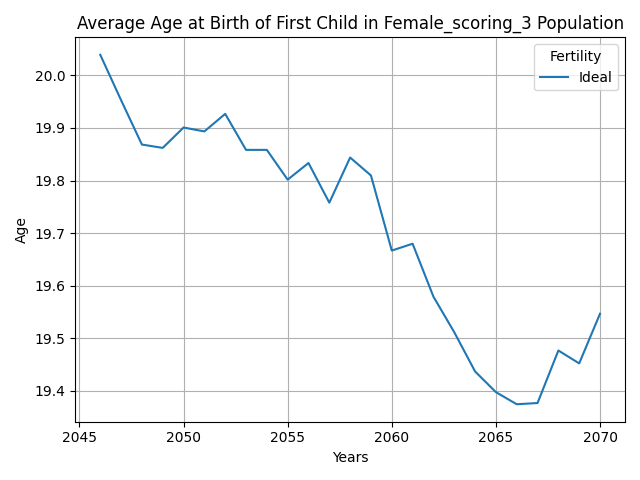 Average Age at Birth of First Child in Female_scoring_3 Population
Fertility
Ideal
20.0
19.9
19.8
19.7
19.6
19.5
19.4
Age
2045
2050
2055
2060
2065
2070
Years